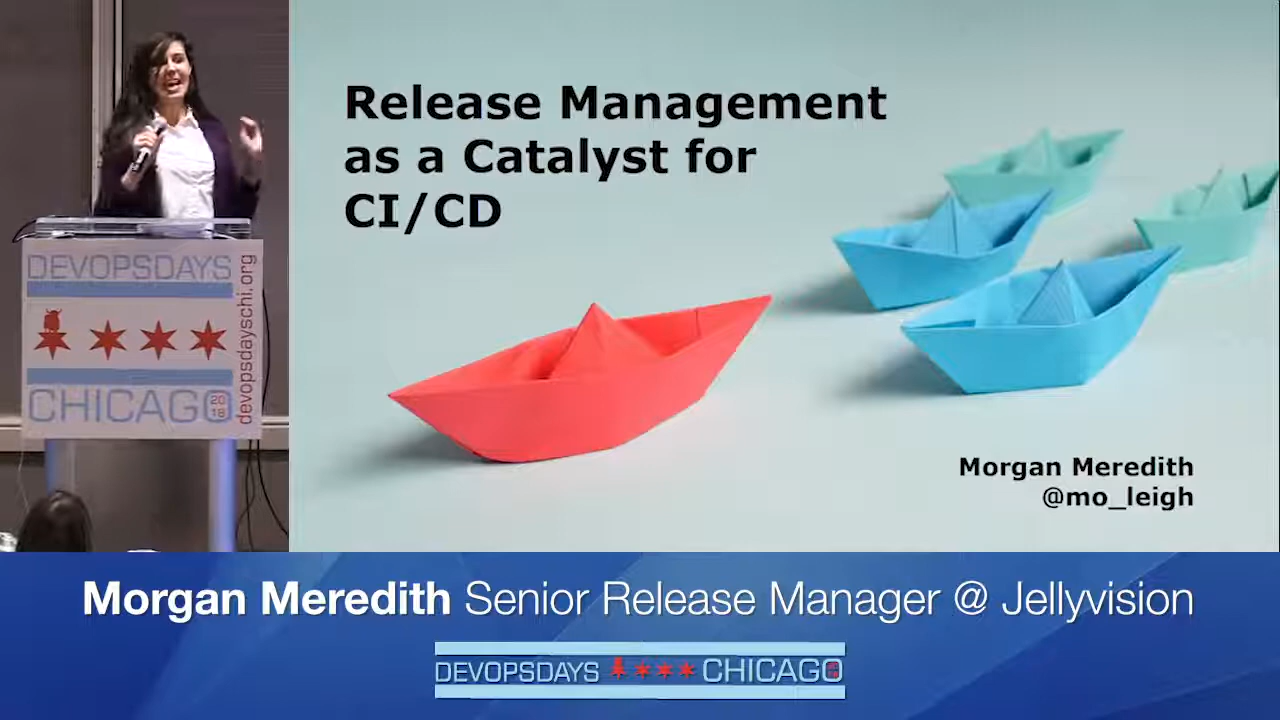 Release Management
as a Catalyst for
CI/CD
Morgan Meredith
@mo_leigh
DEVOPSDAYS
CHICAGO
2018
devopsdayschi.org
Morgan Meredith Senior Release Manager @ Jellyvision
DEVOPSDAYS CHICAGO